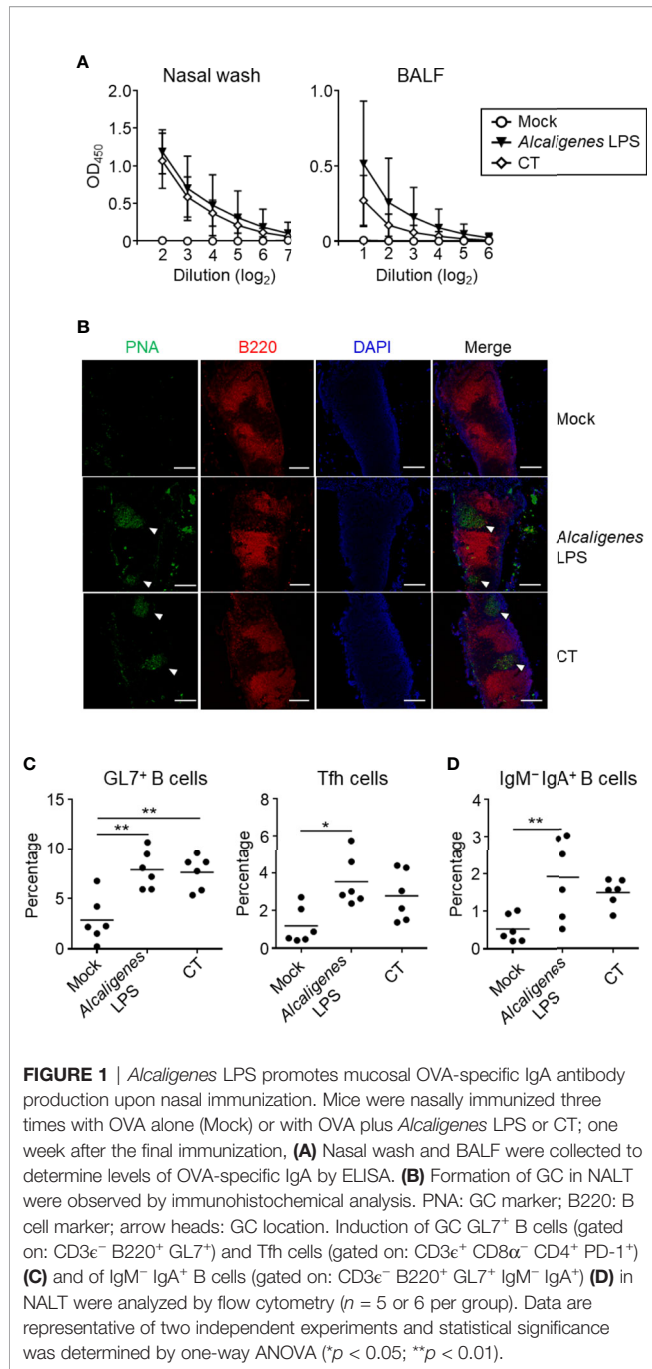 A
Nasal wash
BALF
Mock
Alcaligenes LPS
CT
OD450
2.0
1.5
1.0
0.5
0
2 3 4 5 6 7
Dilution (log2)
1.0
0.5
0
1 2 3 4 5 6
Dilution (log2)
B
PNA B220 DAPI Merge
Mock
Alcaligenes
LPS
CT
C
GL7+ B cells
Percentage
15
10
5
0
**
**
Mock
Alcaligenes
LPS
CT
Tfh cells
Percentage
8
6
4
2
0
*
Mock
Alcaligenes
LPS
CT
D
IgM− IgA+ B cells
Percentage
4
3
2
1
0
**
Mock
Alcaligenes
LPS
CT
FIGURE 1 | Alcaligenes LPS promotes mucosal OVA-specific IgA antibody
production upon nasal immunization. Mice were nasally immunized three
times with OVA alone (Mock) or with OVA plus Alcaligenes LPS or CT; one
week after the final immunization, (A) Nasal wash and BALF were collected to
determine levels of OVA-specific IgA by ELISA. (B) Formation of GC in NALT
were observed by immunohistochemical analysis. PNA: GC marker; B220: B
cell marker; arrow heads: GC location. Induction of GC GL7+ B cells (gated
on: CD3ϵ− B220+ GL7+) and Tfh cells (gated on: CD3ϵ+ CD8α− CD4+ PD-1+)
(C) and of IgM− IgA+ B cells (gated on: CD3ϵ− B220+ GL7+ IgM− IgA+) (D) in
NALT were analyzed by flow cytometry (n = 5 or 6 per group). Data are
representative of two independent experiments and statistical significance
was determined by one-way ANOVA (*p < 0.05; **p < 0.01).